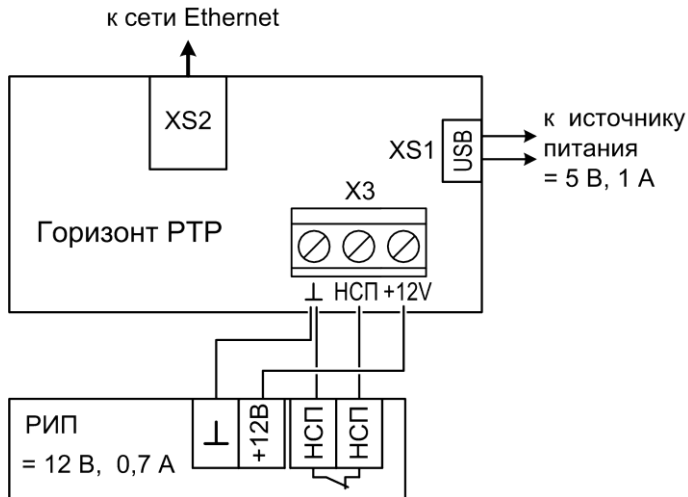 к сети Ethernet
XS2
XS1
USB
к источнику
питания
= 5 В, 1 А
X3
Горизонт PTP
⊥ НСП +12V
РИП
= 12 В, 0,7 А
⊥
+12В
НСП
НСП